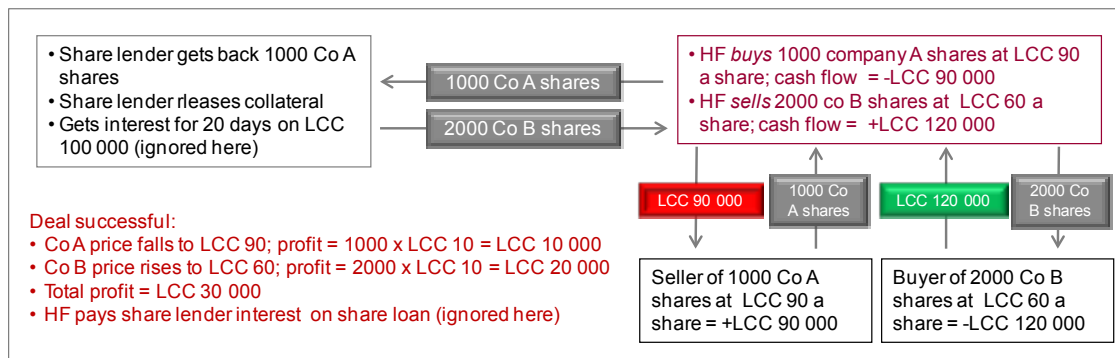 • Share lender gets back 1000 Co A
shares
• Share lender rleases collateral
• Gets interest for 20 days on LCC
100 000 (ignored here)
1000 Co A shares
2000 Co B shares
• HF buys 1000 company A shares at LCC 90
a share; cash flow = -LCC 90 000
• HF sells 2000 co B shares at LCC 60 a
share; cash flow = +LCC 120 000
LCC 90 000
1000 Co
A shares
LCC 120 000
2000 Co
B shares
Deal successful:
• Co A price falls to LCC 90; profit = 1000 x LCC 10 = LCC 10 000
• Co B price rises to LCC 60; profit = 2000 x LCC 10 = LCC 20 000
• Total profit = LCC 30 000
• HF pays share lender interest on share loan (ignored here)
Seller of 1000 Co A
shares at LCC 90 a
share = +LCC 90 000
Buyer of 2000 Co B
shares at LCC 60 a
share = -LCC 120 000